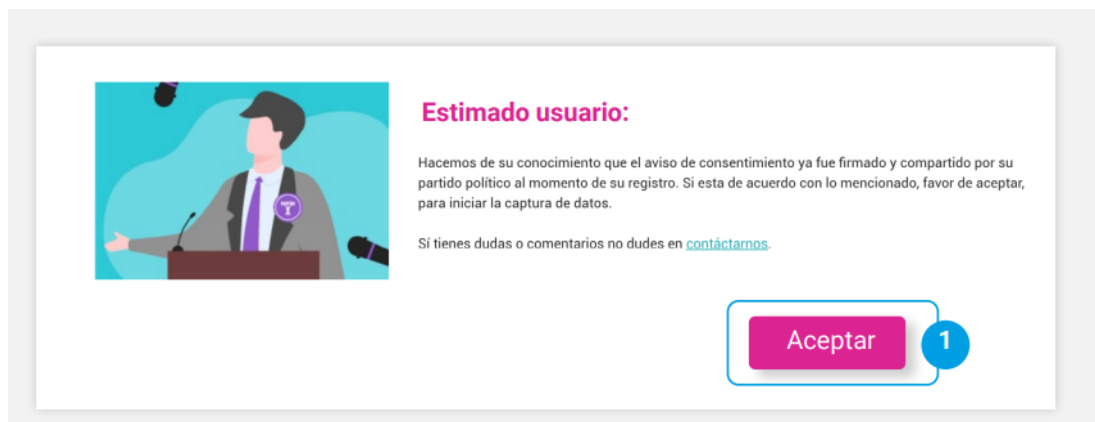 Estimado usuario:
Hacemos de su conocimiento que el aviso de consentimiento ya fue firmado y compartido por su
partido político al momento de su registro. Si esta de acuerdo con lo mencionado, favor de aceptar,
para iniciar la captura de datos.
Sí tienes dudas o comentarios no dudes en contáctarnos.
Aceptar
1